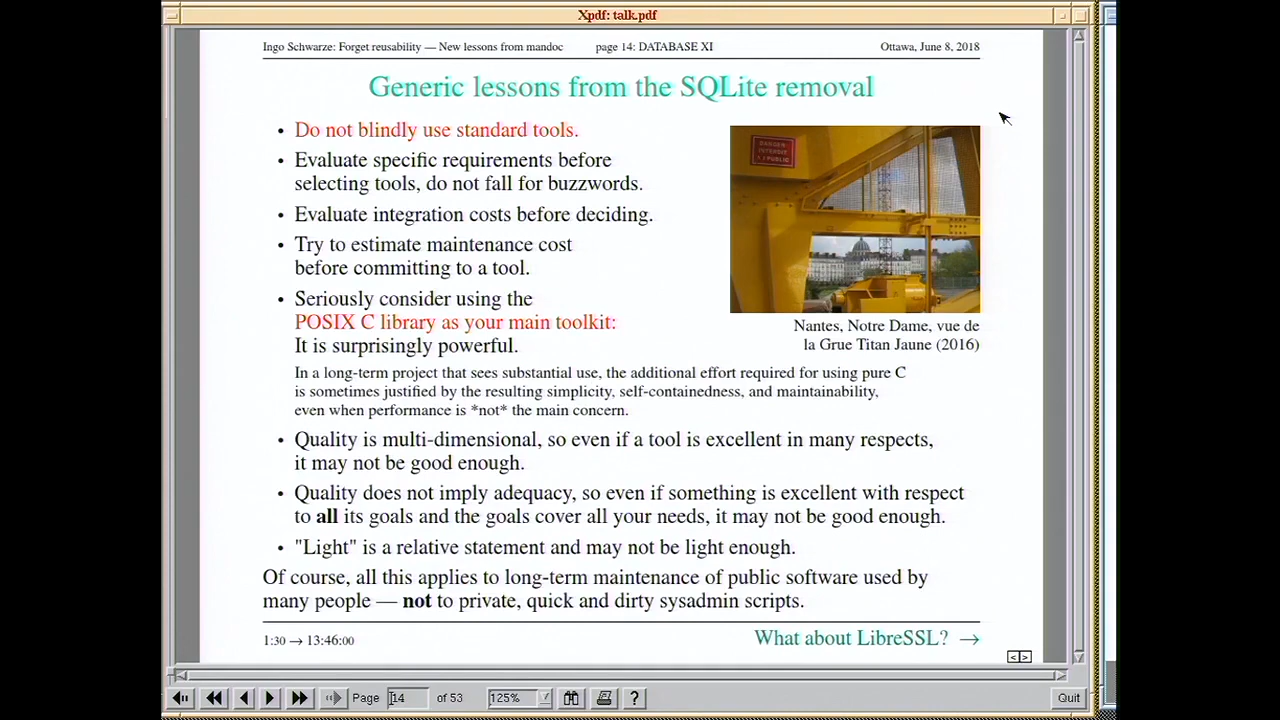 Xpdf: talk.pdf
Ingo Schwarze: Forget reusability — New lessons from mandoc page 14: DATABASE XI Ottawa, June 8, 2018
Generic lessons from the SQLite removal
• Do not blindly use standard tools.
• Evaluate specific requirements before
selecting tools, do not fall for buzzwords.
• Evaluate integration costs before deciding.
• Try to estimate maintenance cost
before committing to a tool.
• Seriously consider using the
POSIX C library as your main toolkit:
It is surprisingly powerful.
DANGER
INTERDIT
PUBLIC
Nantes, Notre Dame, vue de
la Grue Titan Jaune (2016)
In a long-term project that sees substantial use, the additional effort required for using pure C
is sometimes justified by the resulting simplicity, self-containedness, and maintainability,
even when performance is *not* the main concern.
• Quality is multi-dimensional, so even if a tool is excellent in many respects,
it may not be good enough.
• Quality does not imply adequacy, so even if something is excellent with respect
to all its goals and the goals cover all your needs, it may not be good enough.
• "Light" is a relative statement and may not be light enough.
Of course, all this applies to long-term maintenance of public software used by
many people — not to private, quick and dirty sysadmin scripts.
1:30 → 13:46:00 What about LibreSSL? →
Page 14 of 53 125% ? Quit